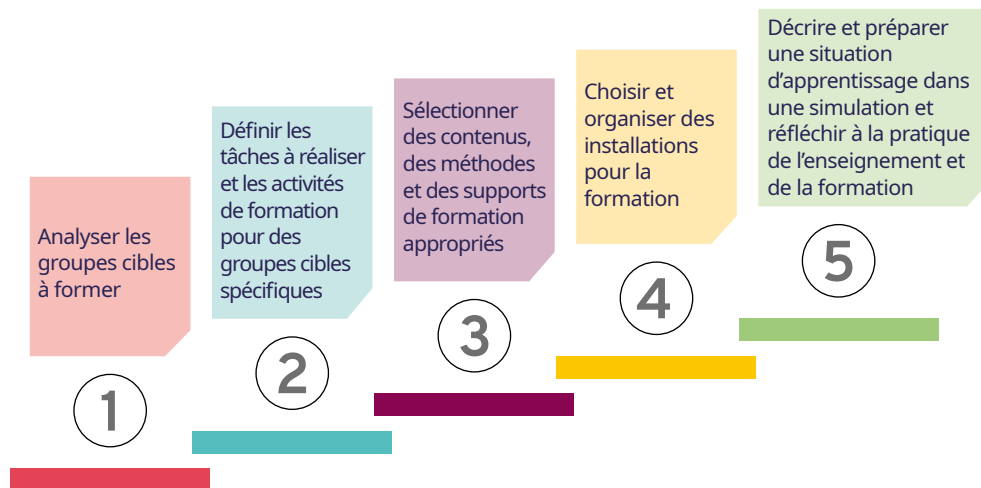 Analyser les
groupes cibles
à former
1
Définir les
tâches à réaliser
et les activités
de formation
pour des
groupes cibles
spécifiques
2
Sélectionner
des contenus,
des méthodes
et des supports
de formation
appropriés
3
Choisir et
organiser des
installations
pour la
formation
4
Décrire et préparer
une situation
d’apprentissage dans
une simulation et
réfléchir à la pratique
de l’enseignement et
de la formation
5